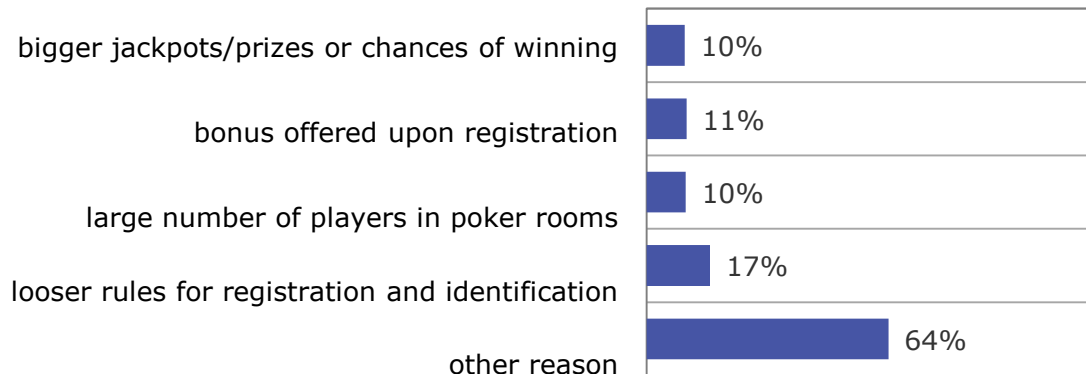 bigger jackpots/prizes or chances of winning
10%
bonus offered upon registration
11%
large number of players in poker rooms
10%
looser rules for registration and identification
17%
other reason
64%